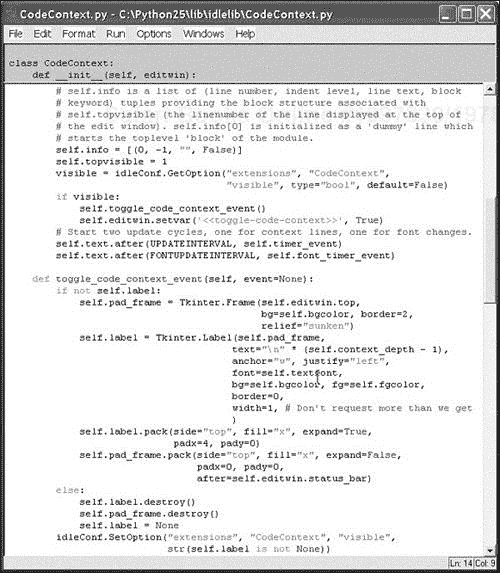 CodeContext.py - C:\Python25\lib\idlelib\CodeContext.py
File Edit Format Run Options Windows Help
class CodeContext:
    def __init__(self, editwin):
        # self.info is a list of (line number, indent level, line text, block
        # keyword) tuples providing the block structure associated with
        # self.topvisible (the linenumber of the line displayed at the top of
        # the edit window). self.info[0] is initialized as a 'dummy' line which
        # starts the toplevel 'block' of the module.
        self.info = [(0, -1, "", False)]
        self.topvisible = 1
        visible = idleConf.GetOption("extensions", "CodeContext",
                                     "visible", type="bool", default=False)
        if visible:
            self.toggle_code_context_event()
            self.editwin.setvar('<<toggle-code-context>>', True)
        # Start two update cycles, one for context lines, one for font changes.
        self.text.after(UPDATEINTERVAL, self.timer_event)
        self.text.after(FONTUPDATEINTERVAL, self.font_timer_event)
    def toggle_code_context_event(self, event=None):
        if not self.label:
            self.pad_frame = Tkinter.Frame(self.editwin.top,
                                           bg=self.bgcolor, border=2,
                                           relief="sunken")
            self.label = Tkinter.Label(self.pad_frame,
                                       text="\n" * (self.context_depth - 1),
                                       anchor="w", justify="left",
                                       font=self.textfont,
                                       bg=self.bgcolor, fg=self.fgcolor,
                                       border=0,
                                       width=1, # Don't request more than we get
                                       )
            self.label.pack(side="top", fill="x", expand=True,
                            padx=4, pady=0)
            self.pad_frame.pack(side="top", fill="x", expand=False,
                                padx=0, pady=0,
                                after=self.editwin.status_bar)
        else:
            self.label.destroy()
            self.pad_frame.destroy()
            self.label = None
        idleConf.SetOption("extensions", "CodeContext", "visible",
                           str(self.label is not None))
Ln: 14 Col: 9